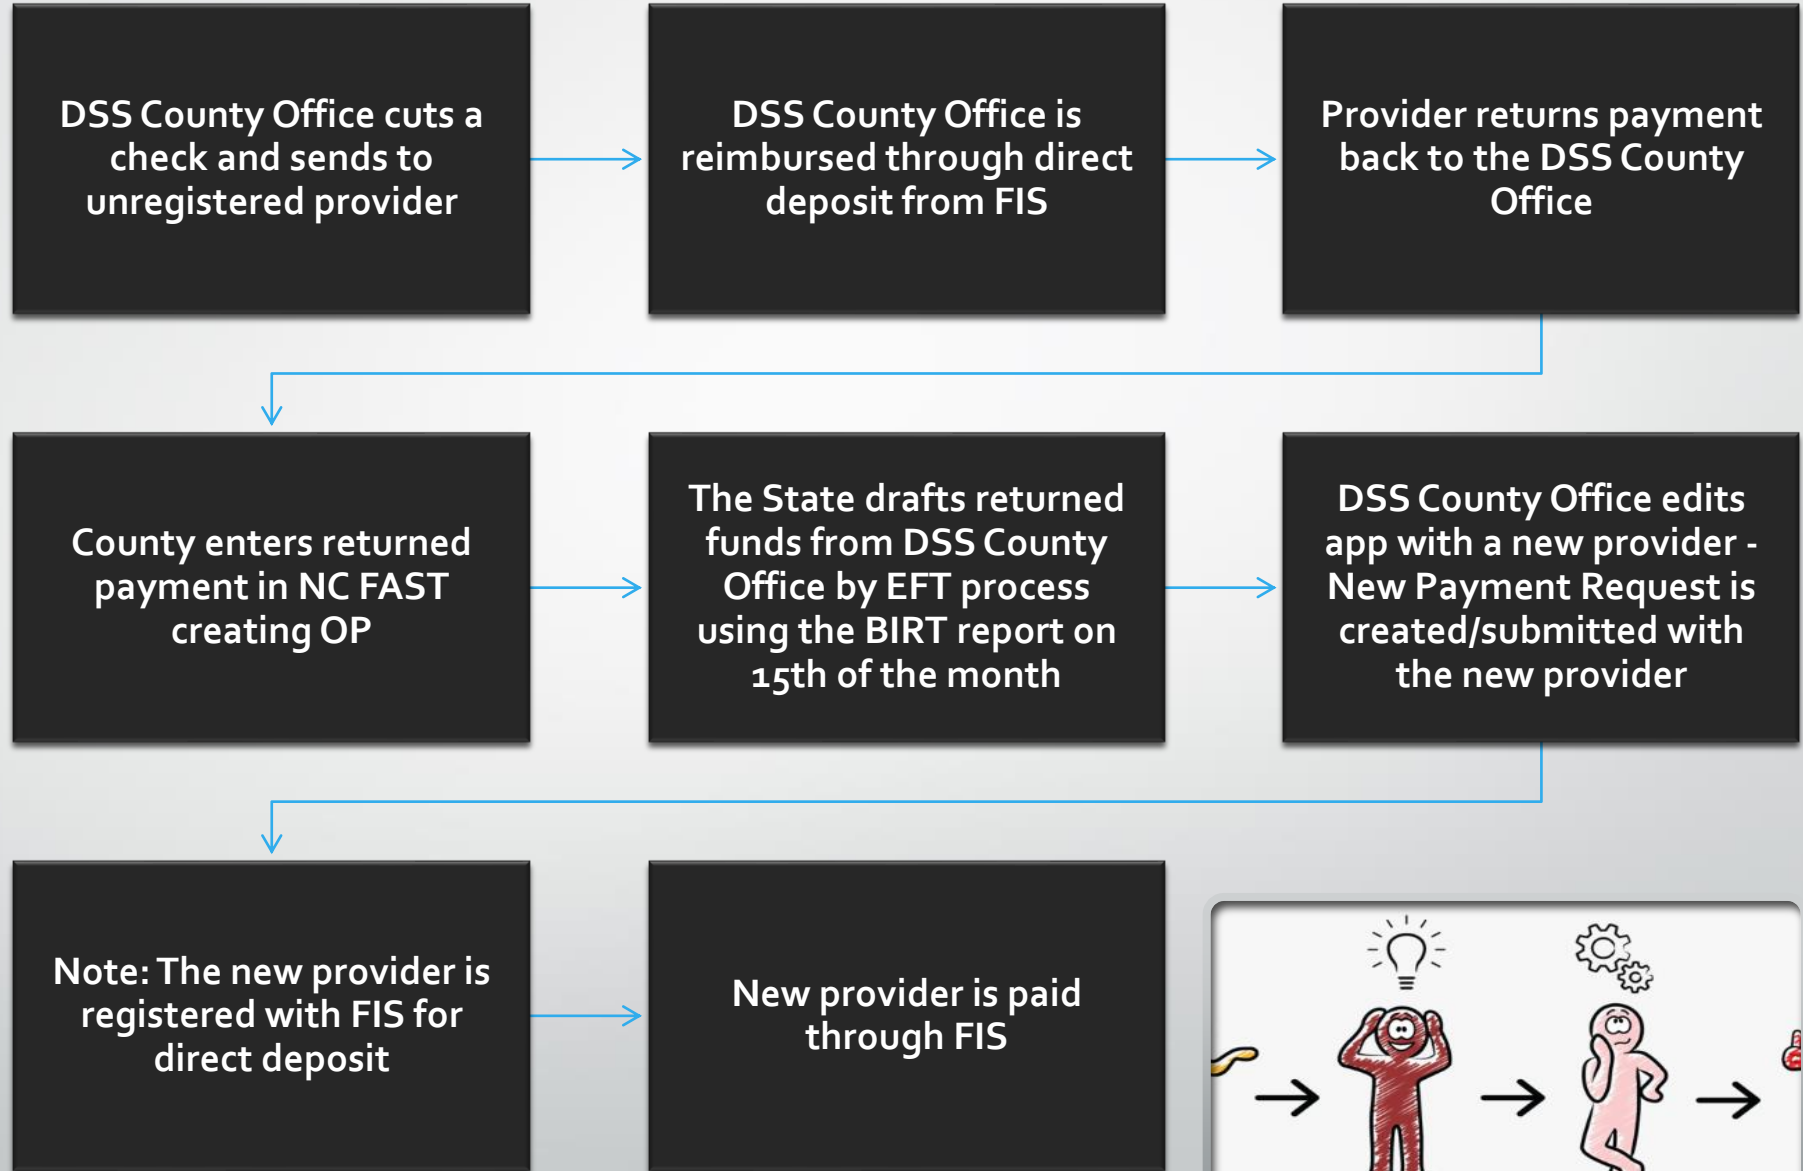 DSS County Office cuts a
check and sends to
unregistered provider
DSS County Office is
reimbursed through direct
deposit from FIS
Provider returns payment
back to the DSS County
Office
County enters returned
payment in NC FAST
creating OP
The State drafts returned
funds from DSS County
Office by EFT process
using the BIRT report on
15th of the month
DSS County Office edits
app with a new provider -
New Payment Request is
created/submitted with
the new provider
Note: The new provider is
registered with FIS for
direct deposit
New provider is paid
through FIS